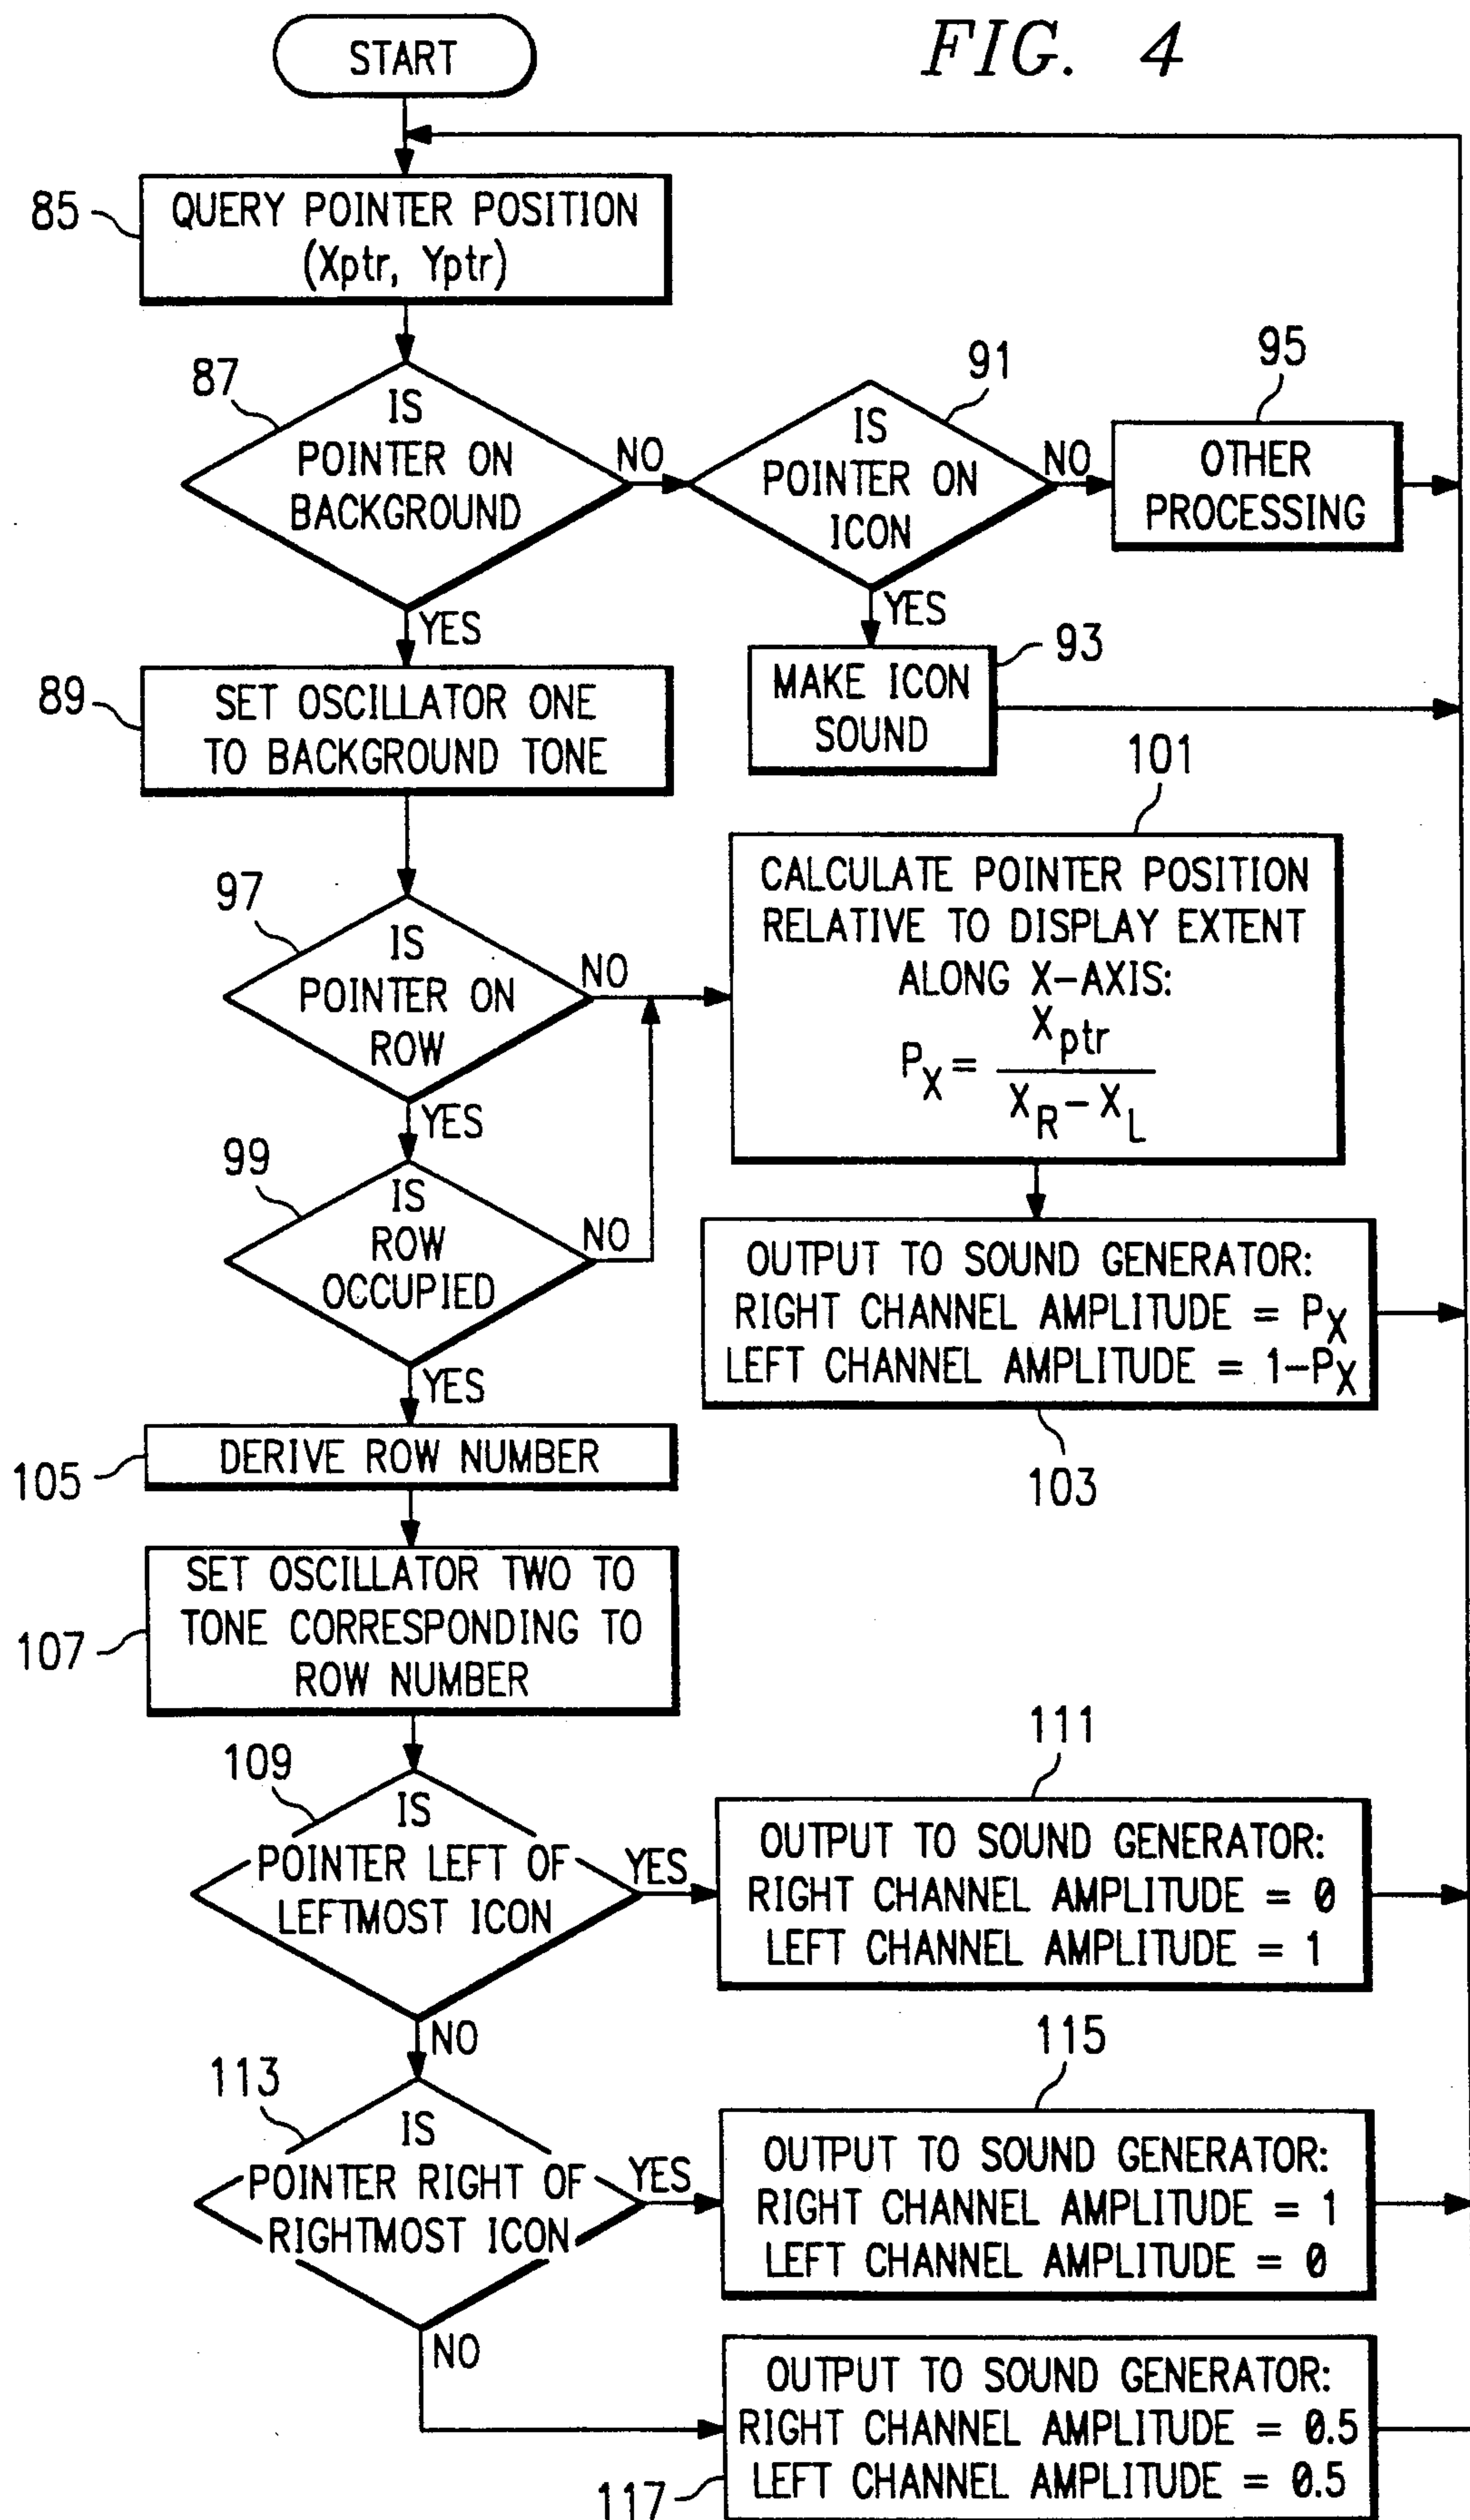 FIG. 4
START
85
QUERY POINTER POSITION
(Xptr, Yptr)
87
IS
POINTER ON
BACKGROUND
NO
YES
91
IS
POINTER ON
ICON
NO
YES
95
OTHER
PROCESSING
93
MAKE ICON
SOUND
89
SET OSCILLATOR ONE
TO BACKGROUND TONE
97
IS
POINTER ON
ROW
NO
YES
101
CALCULATE POINTER POSITION
RELATIVE TO DISPLAY EXTENT
ALONG X-AXIS:
P_X = X_ptr / (X_R - X_L)
99
IS
ROW
OCCUPIED
NO
YES
OUTPUT TO SOUND GENERATOR:
RIGHT CHANNEL AMPLITUDE = P_X
LEFT CHANNEL AMPLITUDE = 1-P_X
103
105
DERIVE ROW NUMBER
107
SET OSCILLATOR TWO TO
TONE CORRESPONDING TO
ROW NUMBER
109
IS
POINTER LEFT OF
LEFTMOST ICON
YES
NO
111
OUTPUT TO SOUND GENERATOR:
RIGHT CHANNEL AMPLITUDE = 0
LEFT CHANNEL AMPLITUDE = 1
113
IS
POINTER RIGHT OF
RIGHTMOST ICON
YES
NO
115
OUTPUT TO SOUND GENERATOR:
RIGHT CHANNEL AMPLITUDE = 1
LEFT CHANNEL AMPLITUDE = 0
OUTPUT TO SOUND GENERATOR:
RIGHT CHANNEL AMPLITUDE = 0.5
LEFT CHANNEL AMPLITUDE = 0.5
117